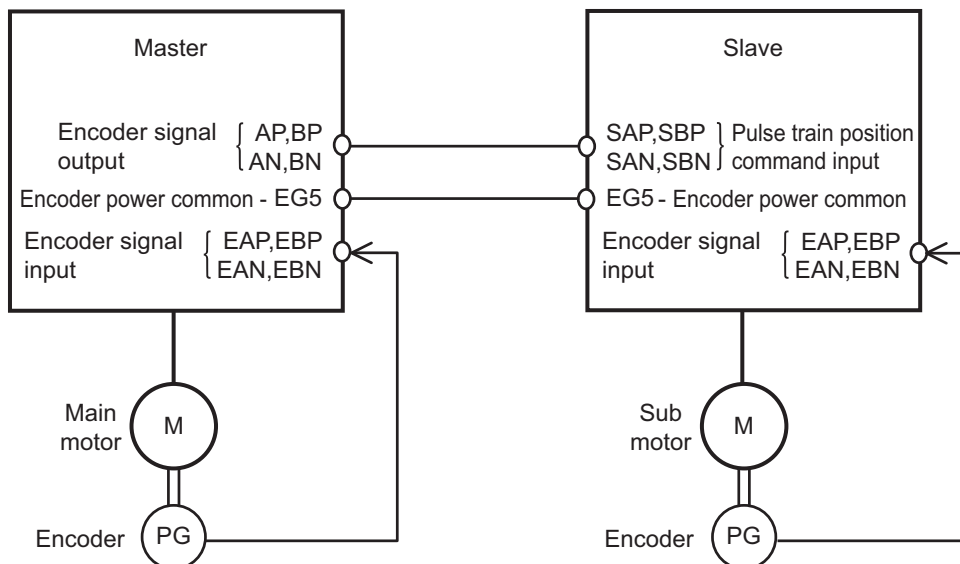 Master
Encoder signal
output
AP,BP
AN,BN
Encoder power common - EG5
Encoder signal
input
EAP,EBP
EAN,EBN
Main
motor
M
Encoder
PG
Slave
SAP,SBP
SAN,SBN
Pulse train position
command input
EG5 - Encoder power common
Encoder signal
input
EAP,EBP
EAN,EBN
Sub
motor
M
Encoder
PG